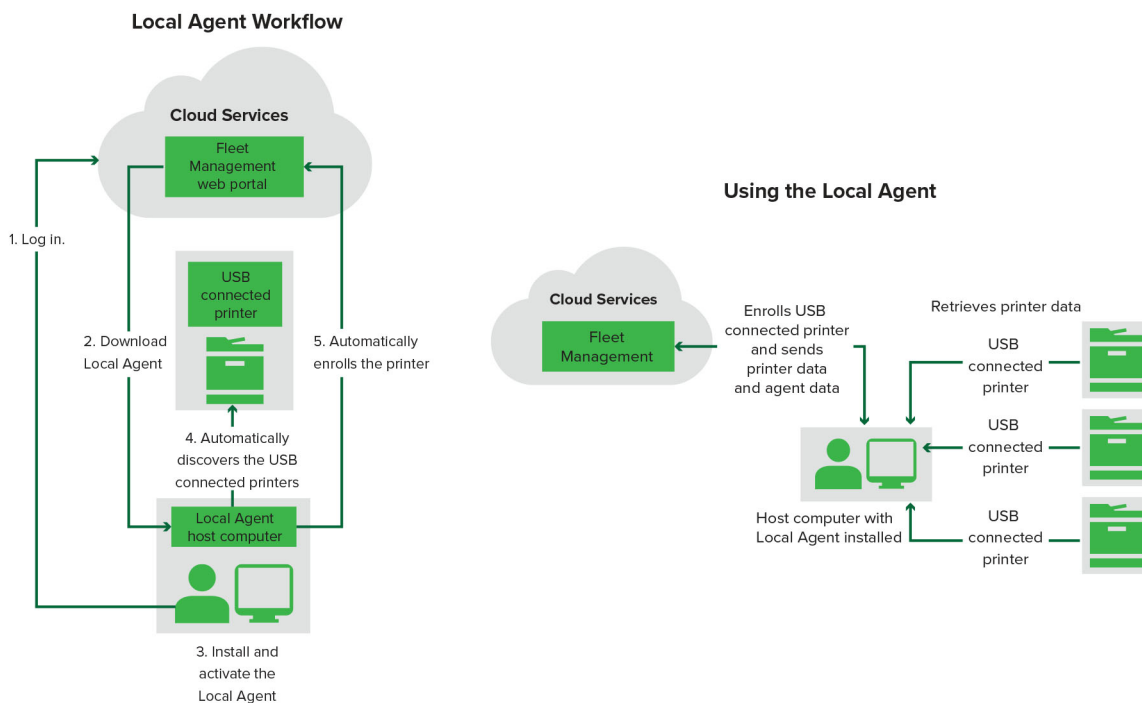 Local Agent Workflow
Cloud Services
Fleet
Management
web portal
1. Log in.
USB
connected
printer
2. Download
Local Agent
5. Automatically
enrolls the printer
4. Automatically
discovers the USB
connected printers
Local Agent
host computer
3. Install and
activate the
Local Agent
Using the Local Agent
Cloud Services
Fleet
Management
Enrolls USB
connected printer
and sends
printer data
and agent data
Retrieves printer data
USB
connected
printer
USB
connected
printer
USB
connected
printer
Host computer with
Local Agent installed